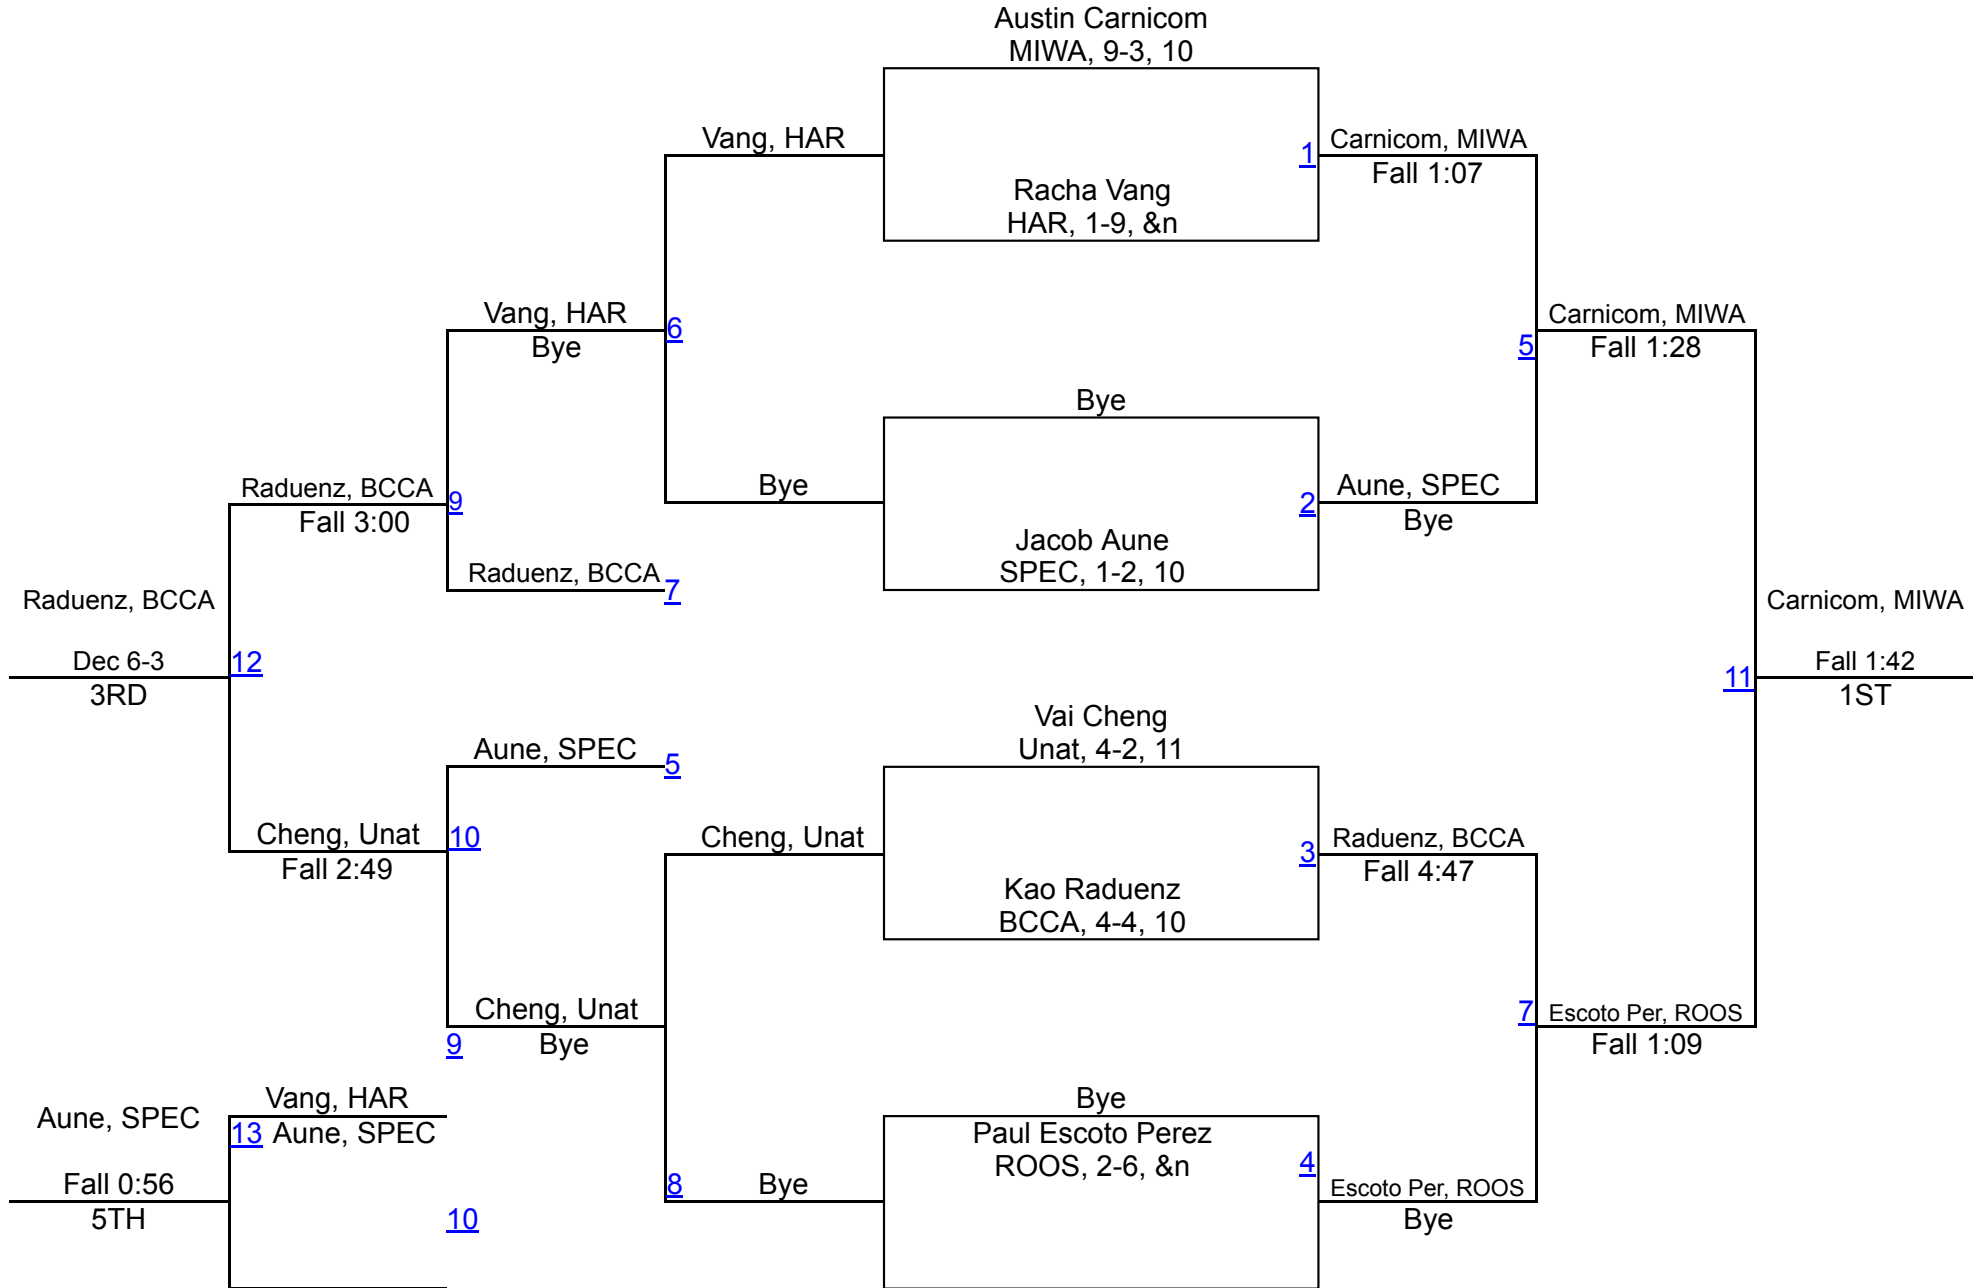 Austin Carnicom
MIWA, 9-3, 10
Vang, HAR
1
Carnicom, MIWA
Fall 1:07
Racha Vang
HAR, 1-9, &n
Vang, HAR
Bye
6
5
Carnicom, MIWA
Fall 1:28
Bye
Raduenz, BCCA
Fall 3:00
9
Bye
2
Aune, SPEC
Bye
Jacob Aune
SPEC, 1-2, 10
Raduenz, BCCA
7
Raduenz, BCCA
Dec 6-3
3RD
12
Carnicom, MIWA
11
Fall 1:42
1ST
Vai Cheng
Unat, 4-2, 11
Aune, SPEC
5
Cheng, Unat
Fall 2:49
10
Cheng, Unat
3
Raduenz, BCCA
Fall 4:47
Kao Raduenz
BCCA, 4-4, 10
Cheng, Unat
Bye
9
7
Escoto Per, ROOS
Fall 1:09
Bye
Vang, HAR
Aune, SPEC
13
Aune, SPEC
Paul Escoto Perez
ROOS, 2-6, &n
4
Fall 0:56
5TH
10
8
Bye
Escoto Per, ROOS
Bye